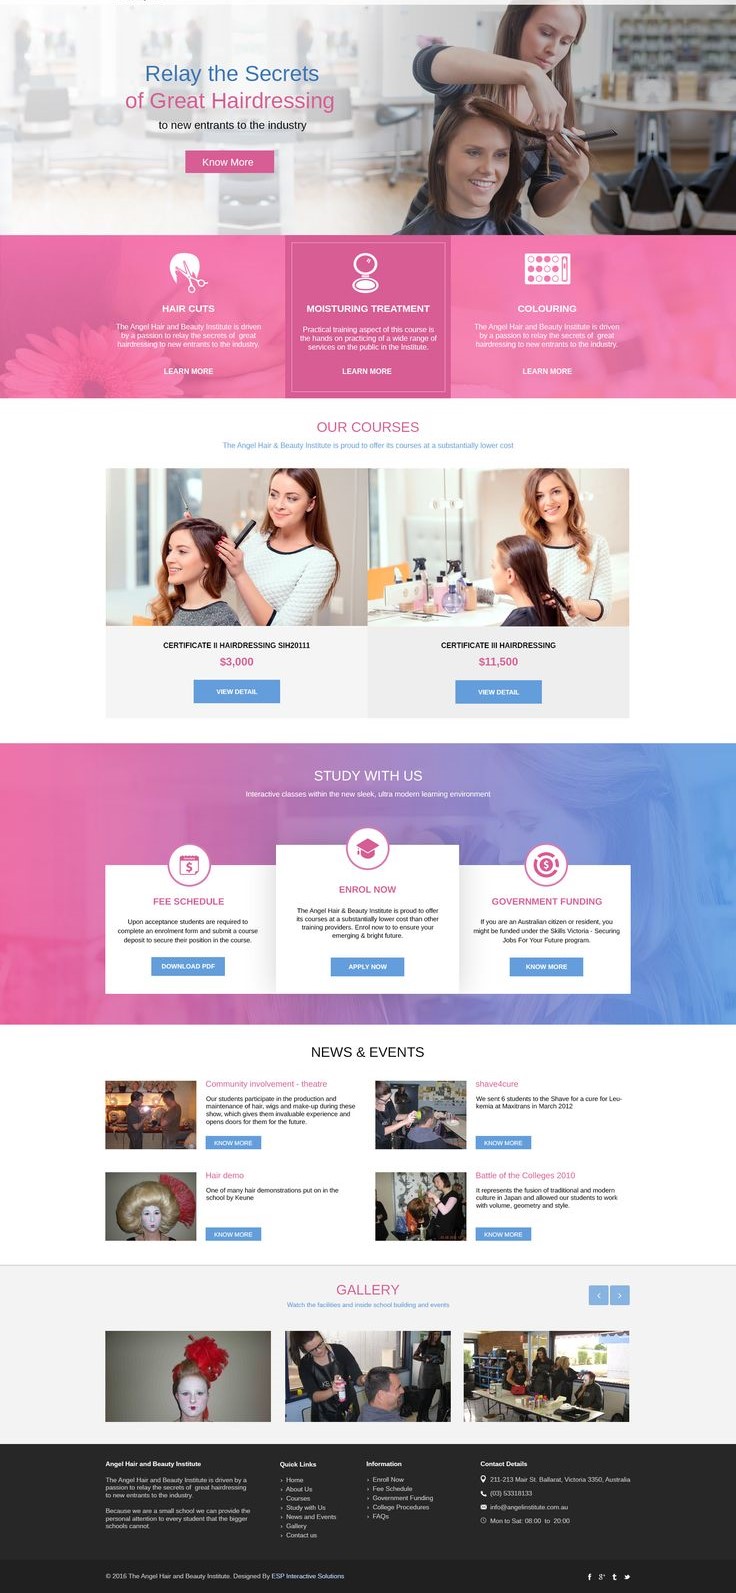 Relay the Secrets
of Great Hairdressing
to new entrants to the industry
Know More
HAIR CUTS
The Angel Hair and Beauty Institute is driven
by a passion to relay the secrets of great
hairdressing to new entrants to the industry.
LEARN MORE
MOISTURING TREATMENT
Practical training aspect of this course is
the hands on practicing of a wide range of
services on the public in the Institute.
LEARN MORE
COLOURING
The Angel Hair and Beauty Institute is driven
by a passion to relay the secrets of great
hairdressing to new entrants to the industry.
LEARN MORE
OUR COURSES
The Angel Hair & Beauty Institute is proud to offer its courses at a substantially lower cost
CERTIFICATE II HAIRDRESSING SIH20111
$3,000
VIEW DETAIL
CERTIFICATE III HAIRDRESSING
$11,500
VIEW DETAIL
STUDY WITH US
Interactive classes within the new sleek, ultra modern learning environment
FEE SCHEDULE
Upon acceptance students are required to
complete an enrolment form and submit a course
deposit to secure their position in the course.
DOWNLOAD PDF
ENROL NOW
The Angel Hair & Beauty Institute is proud to offer
its courses at a substantially lower cost than other
training providers. Enrol now to to ensure your
emerging & bright future.
APPLY NOW
GOVERNMENT FUNDING
If you are an Australian citizen or resident, you
might be funded under the Skills Victoria - Securing
Jobs For Your Future program.
KNOW MORE
NEWS & EVENTS
Community involvement - theatre
Our students participate in the production and
maintenance of hair, wigs and make-up during these
show, which gives them invaluable experience and
opens doors for them for the future.
KNOW MORE
shave4cure
We sent 6 students to the Shave for a cure for Leu-
kemia at Maxitrans in March 2012
KNOW MORE
Hair demo
One of many hair demonstrations put on in the
school by Keune
KNOW MORE
Battle of the Colleges 2010
It represents the fusion of traditional and modern
culture in Japan and allowed our students to work
with volume, geometry and style.
KNOW MORE
GALLERY
Watch the facilities and inside school building and events
Angel Hair and Beauty Institute
The Angel Hair and Beauty Institute is driven by a
passion to relay the secrets of great hairdressing
to new entrants to the industry.
Because we are a small school we can provide the
personal attention to every student that the bigger
schools cannot.
Quick Links
› Home
› About Us
› Courses
› Study with Us
› News and Events
› Gallery
› Contact us
Information
› Enroll Now
› Fee Schedule
› Government Funding
› College Procedures
› FAQs
Contact Details
211-213 Mair St. Ballarat, Victoria 3350, Australia
(03) 53318133
info@angelinstitute.com.au
Mon to Sat: 08:00 to 20:00
© 2016 The Angel Hair and Beauty Institute. Designed By ESP Interactive Solutions